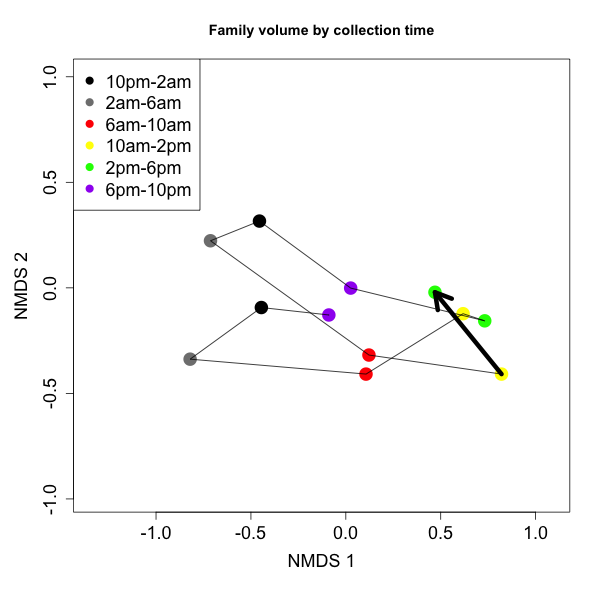 Family volume by collection time
10pm-2am
2am-6am
6am-10am
10am-2pm
2pm-6pm
6pm-10pm
1.0
0.5
0.0
-0.5
-1.0
NMDS 2
-1.0 -0.5 0.0 0.5 1.0
NMDS 1